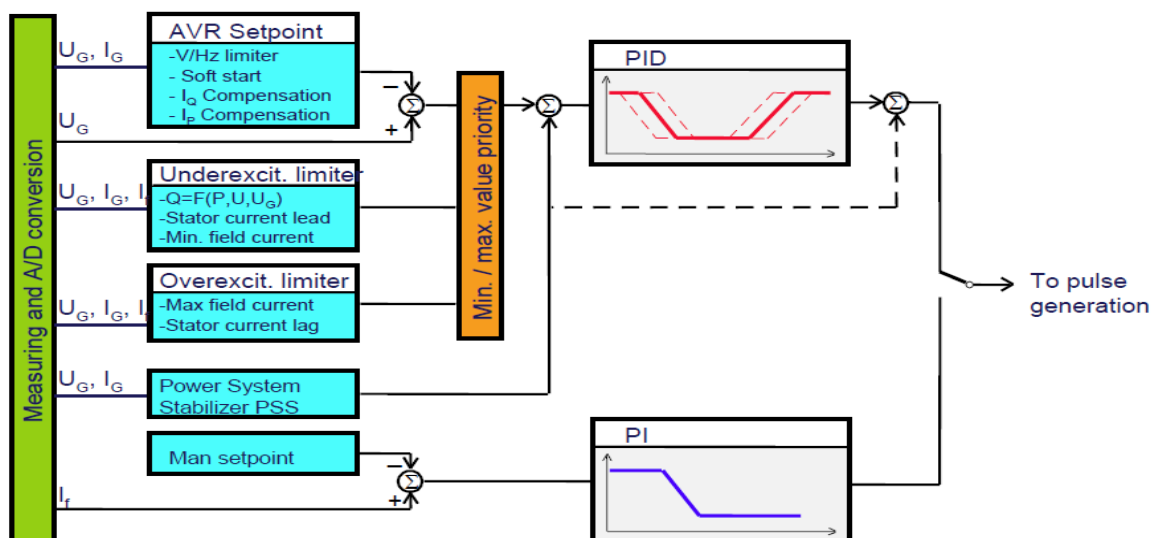 Measuring and A/D conversion
U_G, I_G
U_G
U_G, I_G, I_f
U_G, I_G, I_f
U_G, I_G
I_f
AVR Setpoint
-V/Hz limiter
- Soft start
- I_Q Compensation
- I_P Compensation
Underexcit. limiter
-Q=F(P,U,U_G)
-Stator current lead
-Min. field current
Overexcit. limiter
-Max field current
-Stator current lag
Power System
Stabilizer PSS
Man setpoint
−
Σ
+
−
Σ
+
Min. / max. value priority
Σ
PID
Σ
PI
To pulse
generation